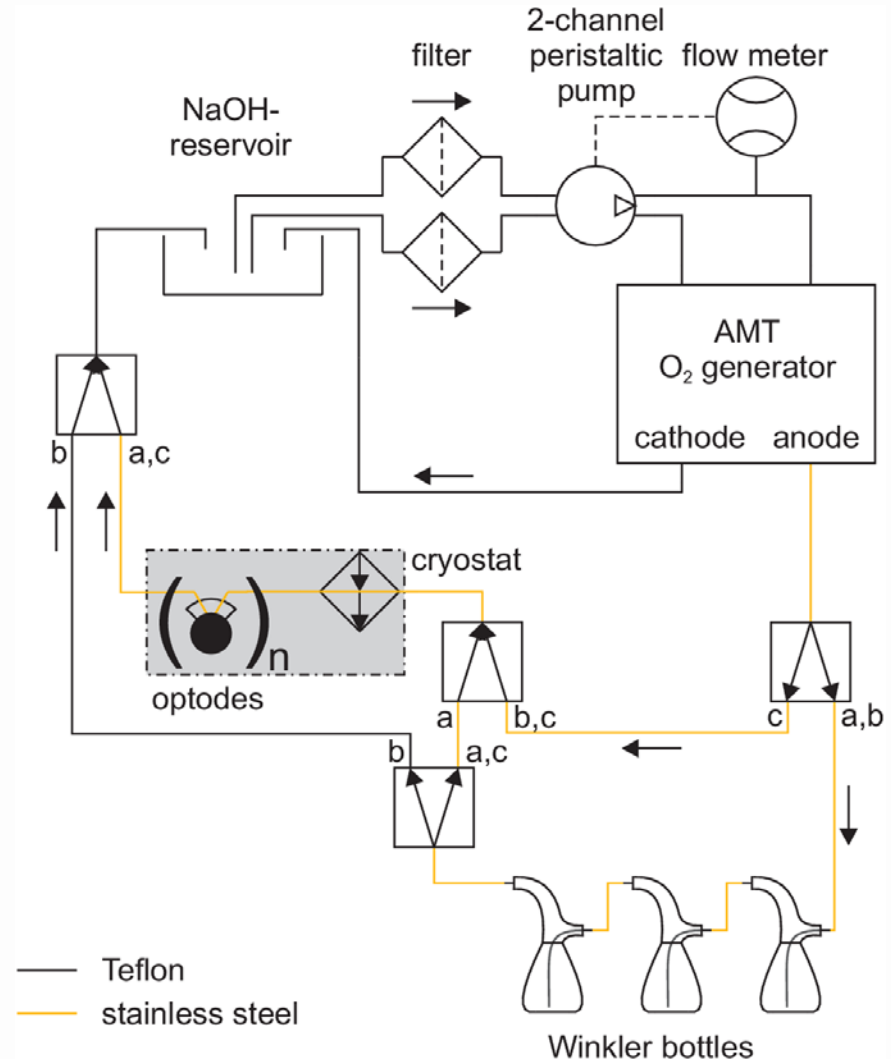 2-channel
peristaltic
pump
filter
flow meter
NaOH-
reservoir
AMT
O₂ generator
cathode anode
b a,c
cryostat
( )n
optodes
a b,c
c a,b
b a,c
Teflon
stainless steel
Winkler bottles